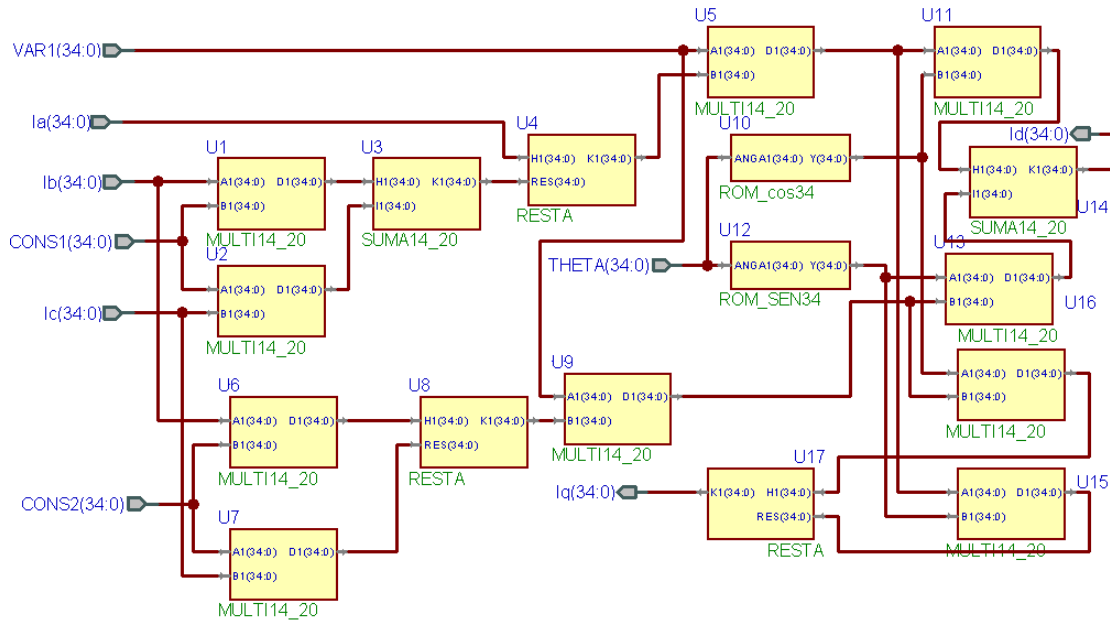 VAR1(34:0)
Ia(34:0)
Ib(34:0)
CONS1(34:0)
Ic(34:0)
CONS2(34:0)
U1
A1(34:0) D1(34:0)
B1(34:0)
MULTI14_20
U2
A1(34:0) D1(34:0)
B1(34:0)
MULTI14_20
U3
H1(34:0) K1(34:0)
I1(34:0)
SUMA14_20
U4
H1(34:0) K1(34:0)
RES(34:0)
RESTA
U6
A1(34:0) D1(34:0)
B1(34:0)
MULTI14_20
U7
A1(34:0) D1(34:0)
B1(34:0)
MULTI14_20
U8
H1(34:0) K1(34:0)
RES(34:0)
RESTA
U5
A1(34:0) D1(34:0)
B1(34:0)
MULTI14_20
U10
ANGA1(34:0) Y(34:0)
ROM_cos34
THETA(34:0)
U12
ANGA1(34:0) Y(34:0)
ROM_SEN34
U9
A1(34:0) D1(34:0)
B1(34:0)
MULTI14_20
Iq(34:0)
U17
K1(34:0) H1(34:0)
RES(34:0)
RESTA
U11
A1(34:0) D1(34:0)
B1(34:0)
MULTI14_20
Id(34:0)
H1(34:0) K1(34:0)
I1(34:0)
U14
SUMA14_20
U13
A1(34:0) D1(34:0)
B1(34:0)
U16
MULTI14_20
A1(34:0) D1(34:0)
B1(34:0)
MULTI14_20
U15
A1(34:0) D1(34:0)
B1(34:0)
MULTI14_20